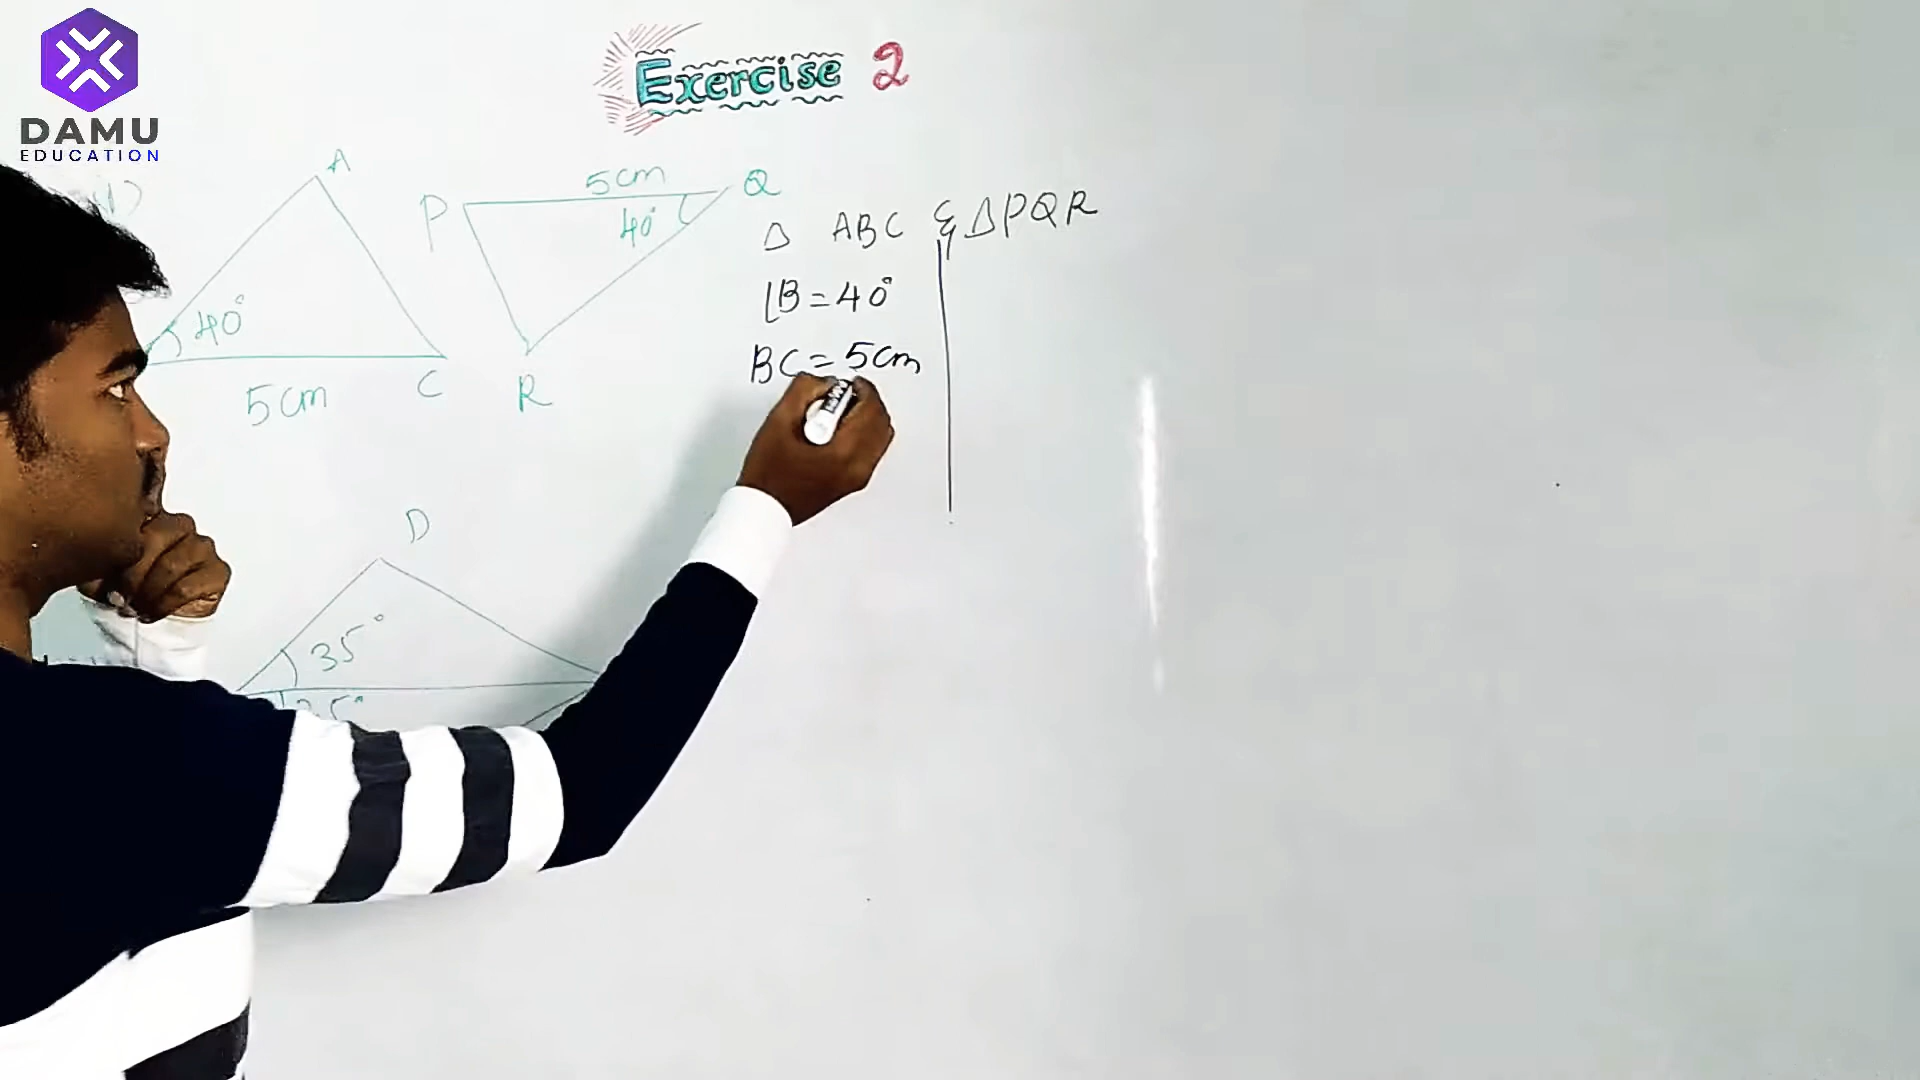 DAMU
EDUCATION
Exercise 2
A
40°
5cm
C
P
5cm
Q
40°
R
Δ ABC & Δ PQR
∟B = 40°
BC = 5cm
D
35°